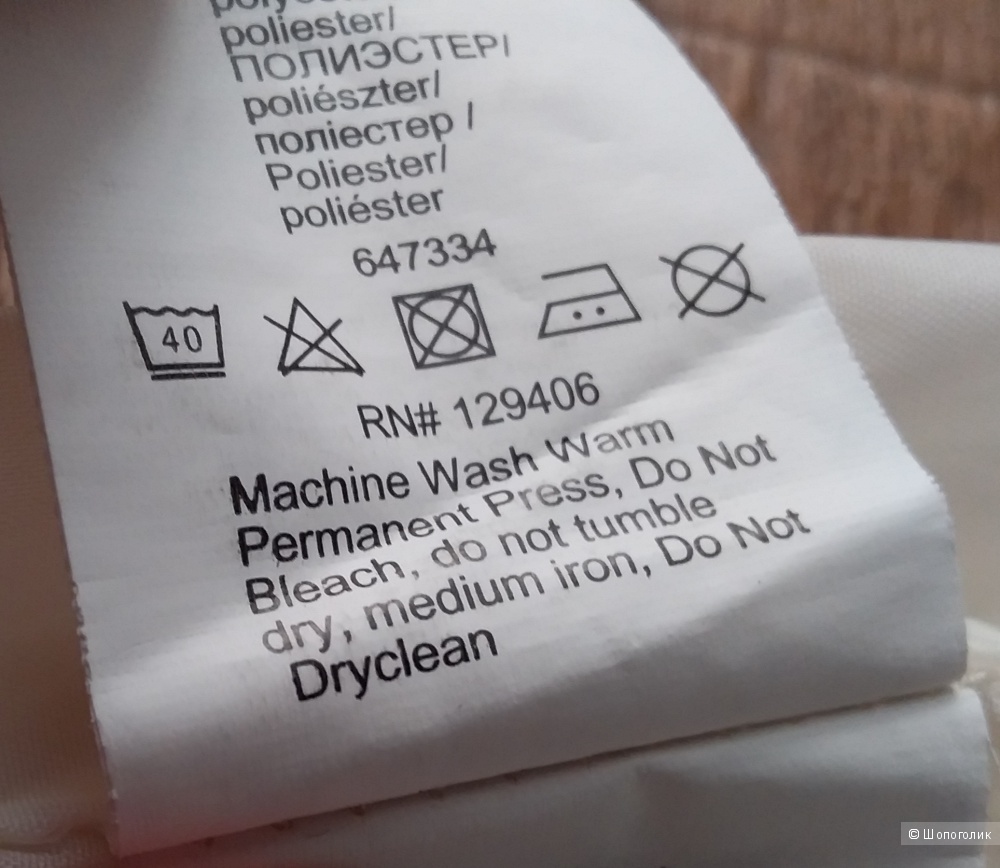 poliester/
ПОЛИЭСТЕР/
poliészter/
поліестер /
Poliester/
poliéster
647334
40
RN# 129406
Machine Wash Warm
Permanent Press, Do Not
Bleach, do not tumble
dry, medium iron, Do Not
Dryclean
© Шопоголик